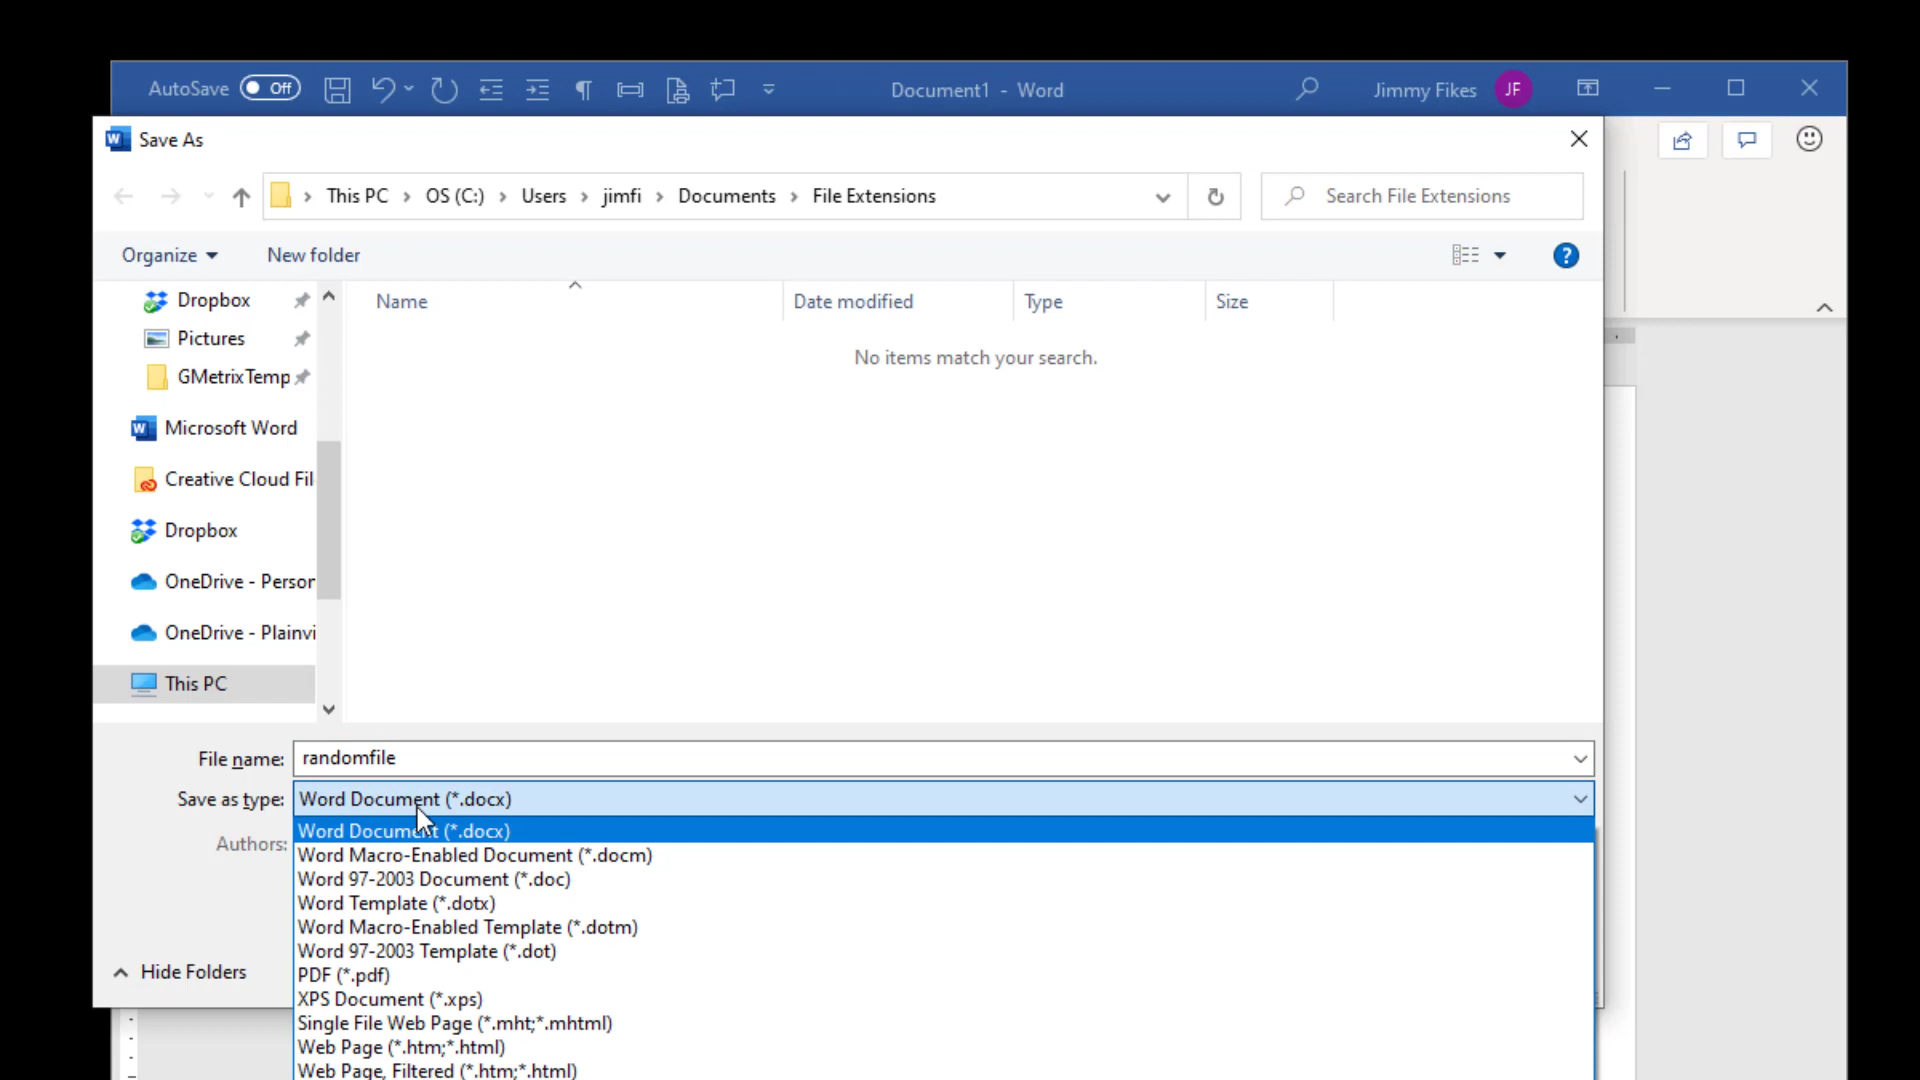 AutoSave Off Document1 - Word Jimmy Fikes JF
W Save As
This PC > OS (C:) > Users > jimfi > Documents > File Extensions Search File Extensions
Organize New folder ?
Name Date modified Type Size
No items match your search.
Dropbox
Pictures
GMetrixTemp
Microsoft Word
Creative Cloud Fil
Dropbox
OneDrive - Person
OneDrive - Plainvi
This PC
File name: randomfile
Save as type: Word Document (*.docx)
Authors:
Word Document (*.docx)
Word Macro-Enabled Document (*.docm)
Word 97-2003 Document (*.doc)
Word Template (*.dotx)
Word Macro-Enabled Template (*.dotm)
Word 97-2003 Template (*.dot)
PDF (*.pdf)
XPS Document (*.xps)
Single File Web Page (*.mht;*.mhtml)
Web Page (*.htm;*.html)
Web Page, Filtered (*.htm;*.html)
Hide Folders